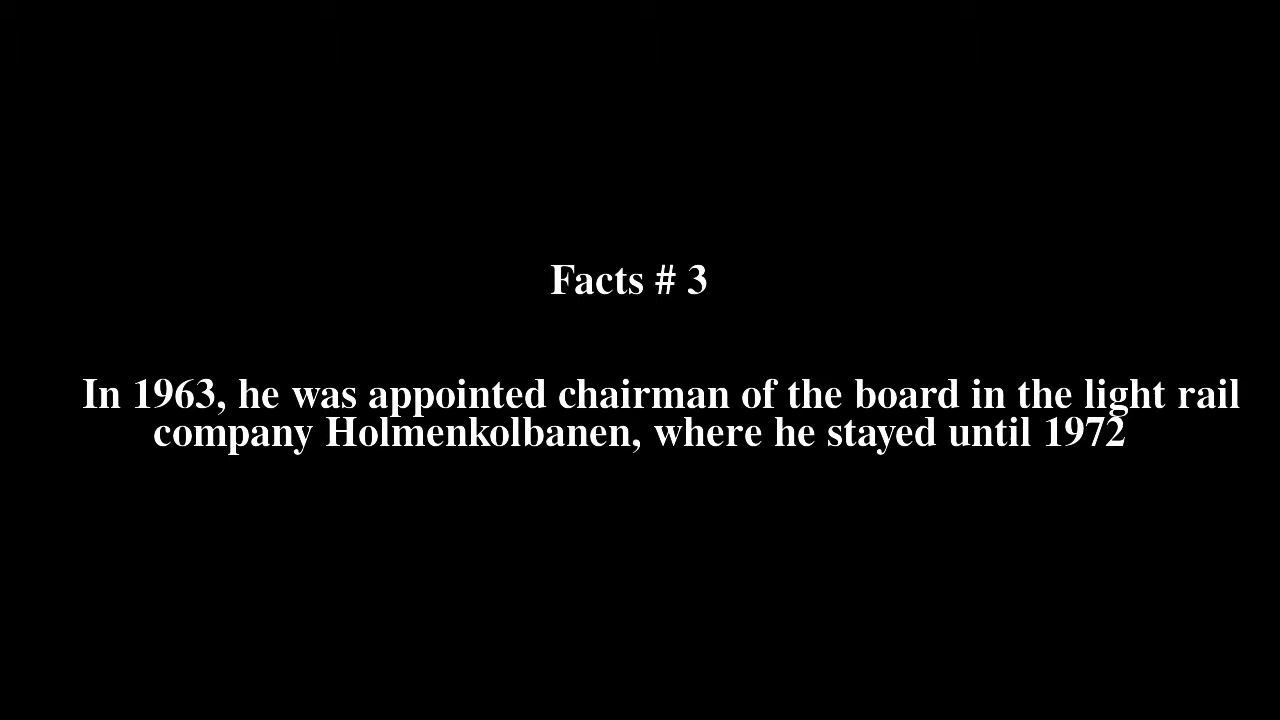 Facts # 3
In 1963, he was appointed chairman of the board in the light rail
company Holmenkolbanen, where he stayed until 1972